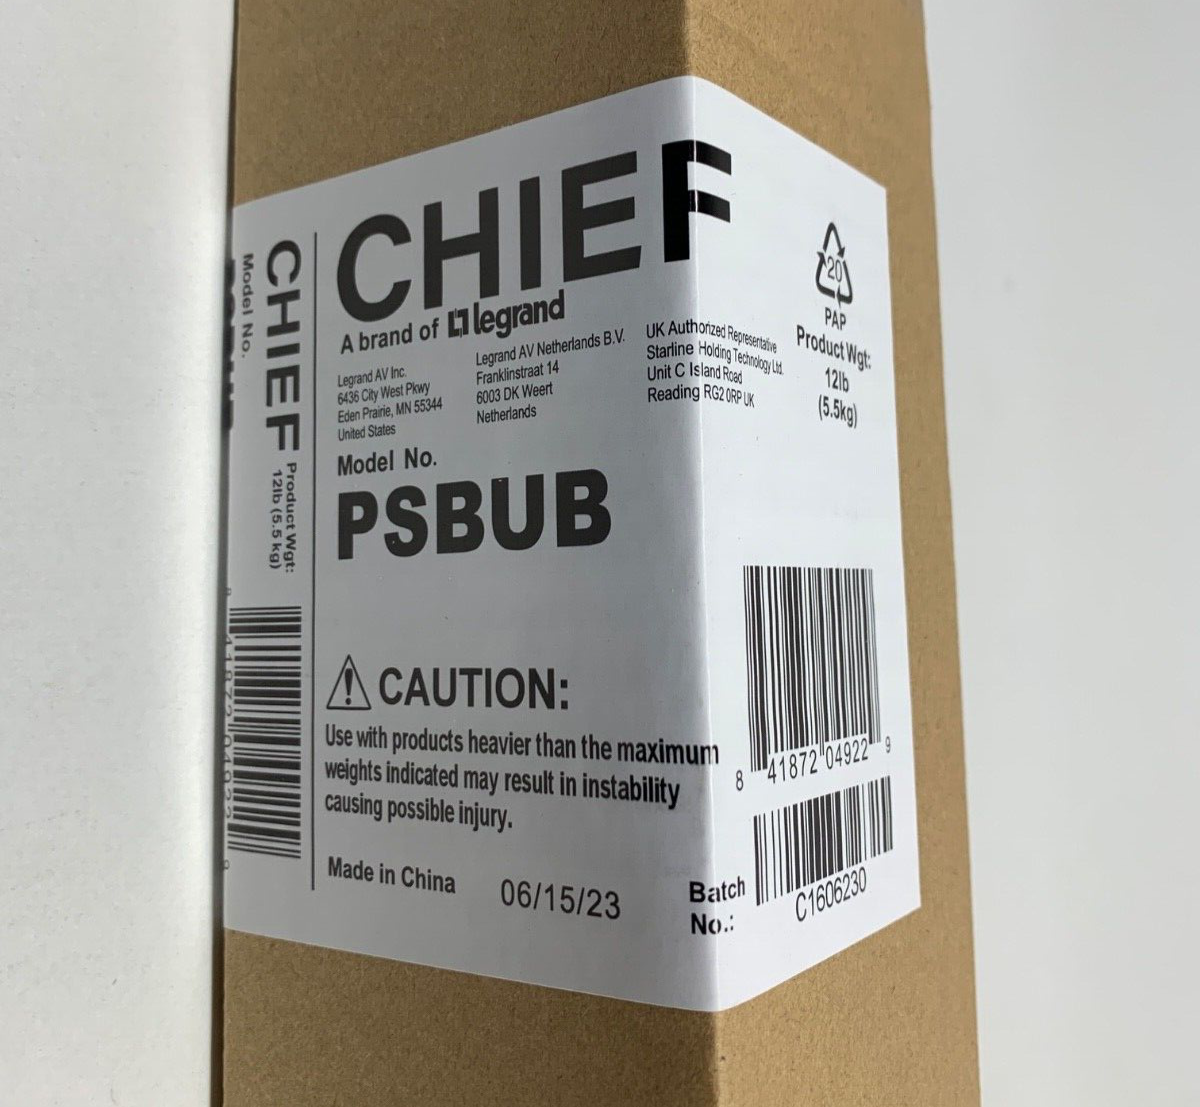 CHIEF
Model No.
Product Wgt:
12lb (5.5 kg)
CHIEF
A brand of legrand
Legrand AV Inc.
6436 City West Pkwy
Eden Prairie, MN 55344
United States
Legrand AV Netherlands B.V.
Franklinstraat 14
6003 DK Weert
Netherlands
UK Authorized Representative
Starline Holding Technology Ltd.
Unit C Island Road
Reading RG2 0RP UK
20
PAP
Product Wgt:
12lb
(5.5kg)
Model No.
PSBUB
CAUTION:
Use with products heavier than the maximum
weights indicated may result in instability
causing possible injury.
Made in China
06/15/23
8 41872 04922 9
Batch
No.:
C1606230